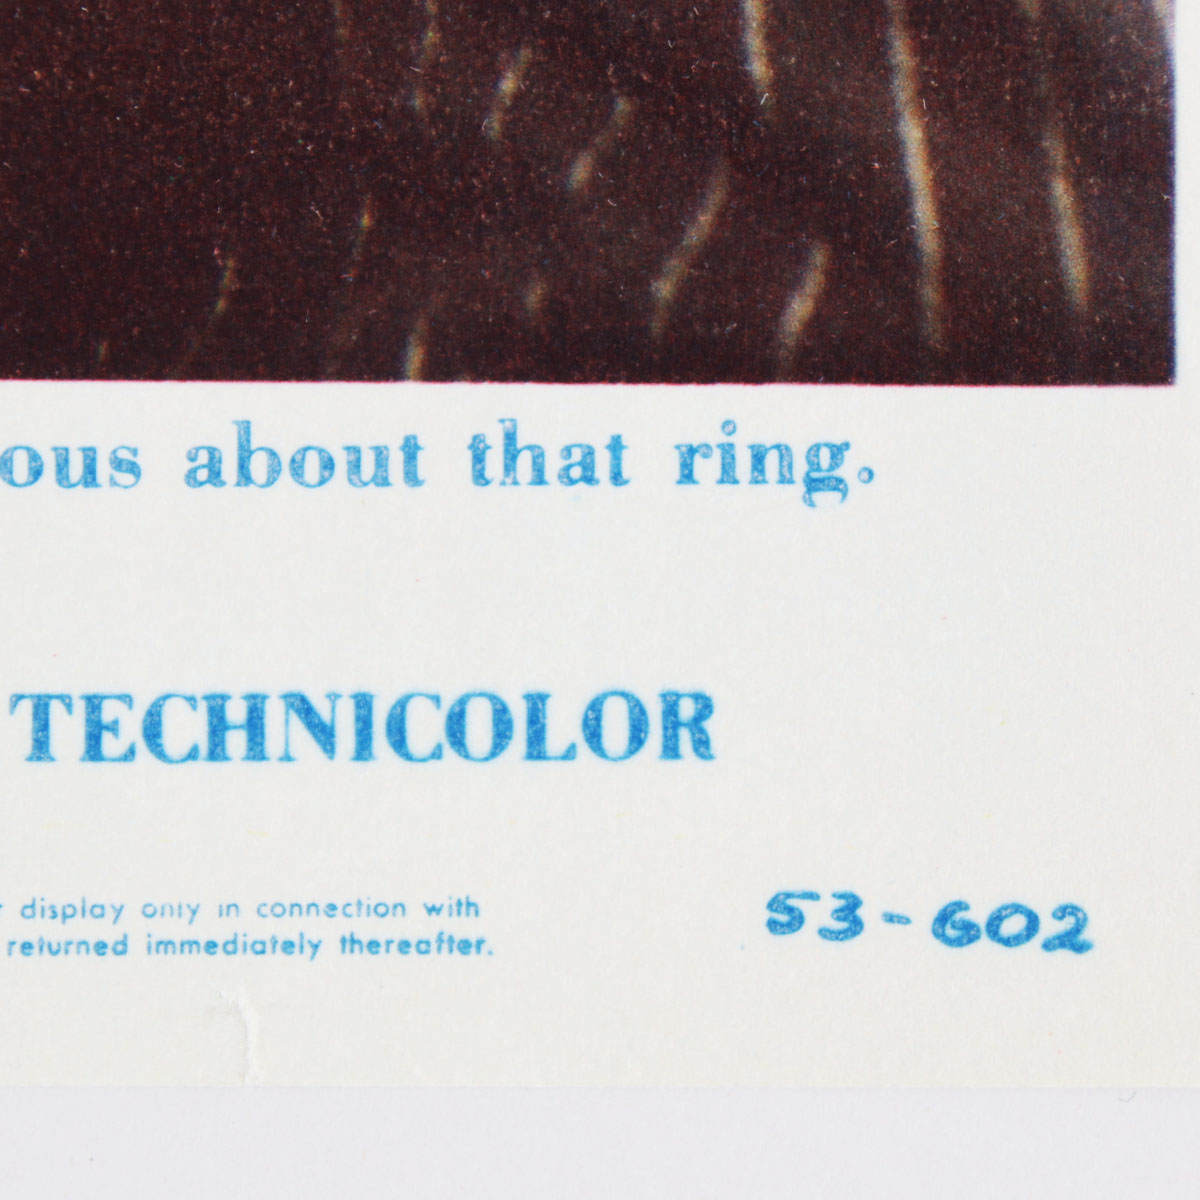 ous about that ring.
TECHNICOLOR
display only in connection with
returned immediately thereafter.
53-602